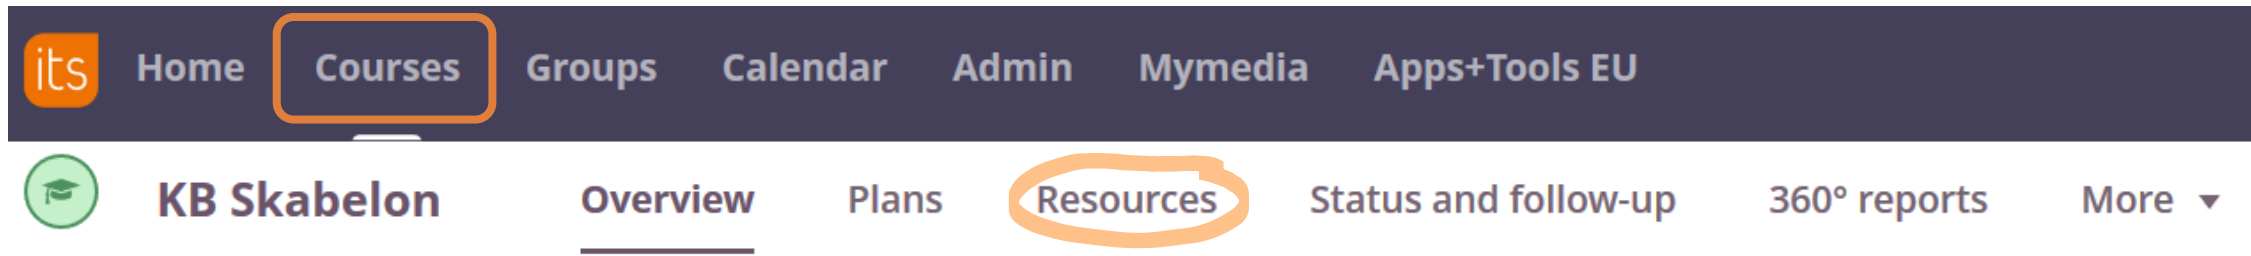 its Home Courses Groups Calendar Admin Mymedia Apps+Tools EU
KB Skabelon Overview Plans Resources Status and follow-up 360° reports More